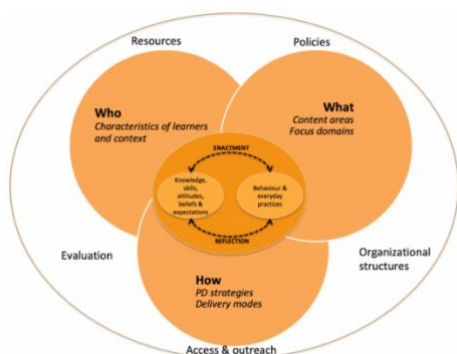 Resources
Policies
Who
Characteristics of learners
and context
What
Content areas
Focus domains
ENACTMENT
Knowledge,
skills,
attitudes,
beliefs &
expectations
Behaviour &
everyday
practices
REFLECTION
Evaluation
Organizational
structures
How
PD strategies
Delivery modes
Access & outreach